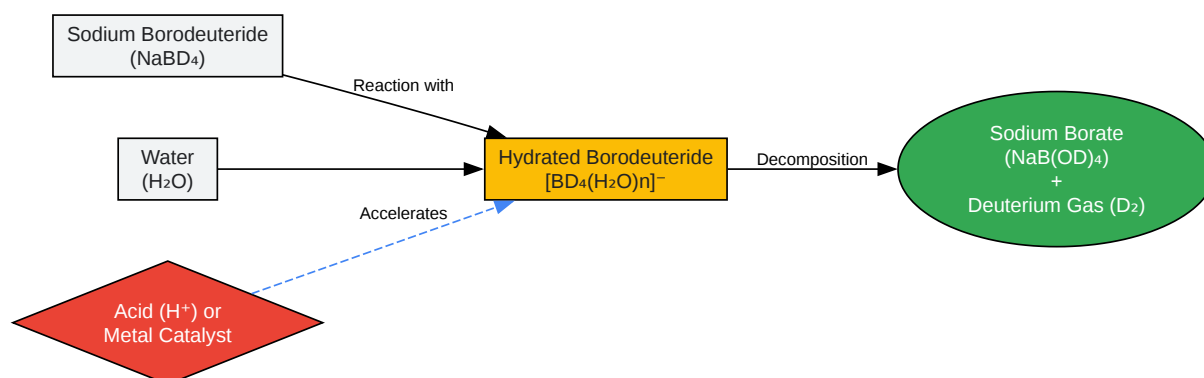 Sodium Borodeuteride
(NaBD₄)
Reaction with
Water
(H₂O)
Hydrated Borodeuteride
[BD₄(H₂O)n]⁻
Decomposition
Sodium Borate
(NaB(OD)₄)
+
Deuterium Gas (D₂)
Accelerates
Acid (H⁺) or
Metal Catalyst